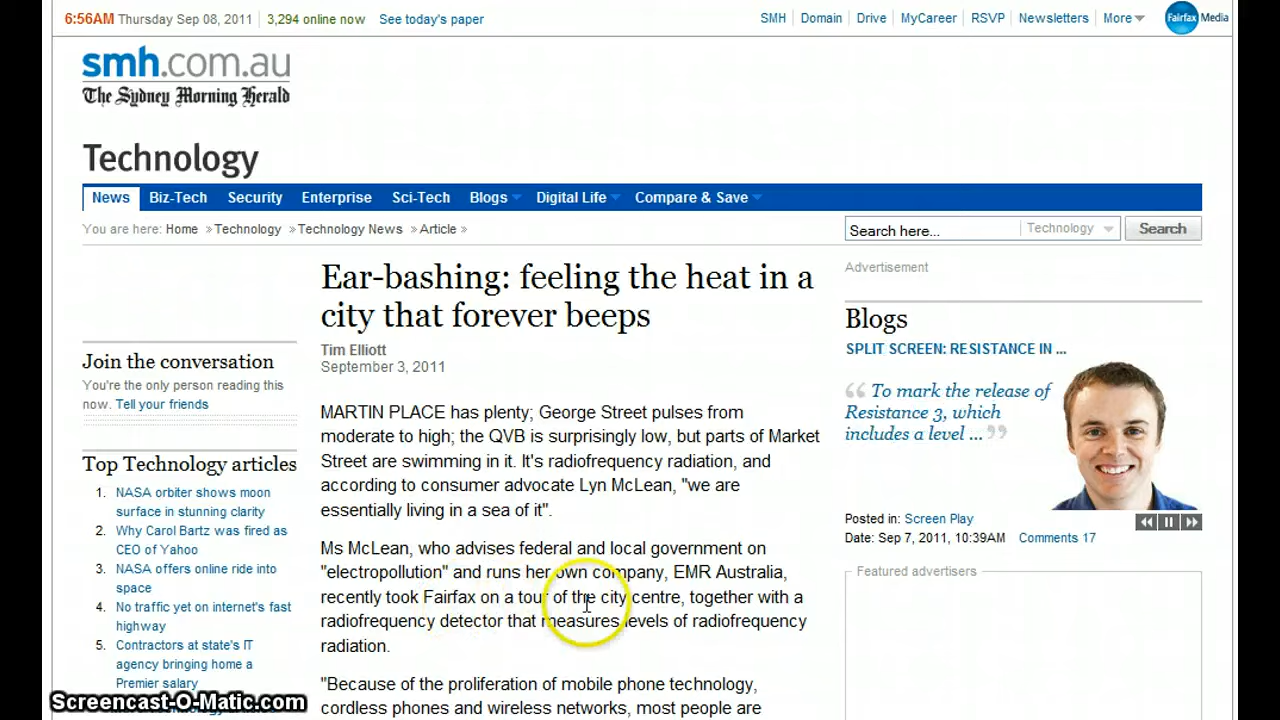 6:56AM Thursday Sep 08, 2011 3,294 online now See today's paper
SMH Domain Drive MyCareer RSVP Newsletters More Fairfax Media
smh.com.au
The Sydney Morning Herald
Technology
News Biz-Tech Security Enterprise Sci-Tech Blogs Digital Life Compare & Save
You are here: Home » Technology » Technology News » Article »
Search here... Technology Search
Ear-bashing: feeling the heat in a
city that forever beeps
Tim Elliott
September 3, 2011
MARTIN PLACE has plenty; George Street pulses from
moderate to high; the QVB is surprisingly low, but parts of Market
Street are swimming in it. It's radiofrequency radiation, and
according to consumer advocate Lyn McLean, "we are
essentially living in a sea of it".
Ms McLean, who advises federal and local government on
"electropollution" and runs her own company, EMR Australia,
recently took Fairfax on a tour of the city centre, together with a
radiofrequency detector that measures levels of radiofrequency
radiation.
"Because of the proliferation of mobile phone technology,
cordless phones and wireless networks, most people are
Join the conversation
You're the only person reading this
now. Tell your friends
Top Technology articles
1. NASA orbiter shows moon
surface in stunning clarity
2. Why Carol Bartz was fired as
CEO of Yahoo
3. NASA offers online ride into
space
4. No traffic yet on internet's fast
highway
5. Contractors at state's IT
agency bringing home a
Premier salary
Advertisement
Blogs
SPLIT SCREEN: RESISTANCE IN ...
“ To mark the release of
Resistance 3, which
includes a level ... ”
Posted in: Screen Play
Date: Sep 7, 2011, 10:39AM Comments 17
Featured advertisers
Screencast-O-Matic.com